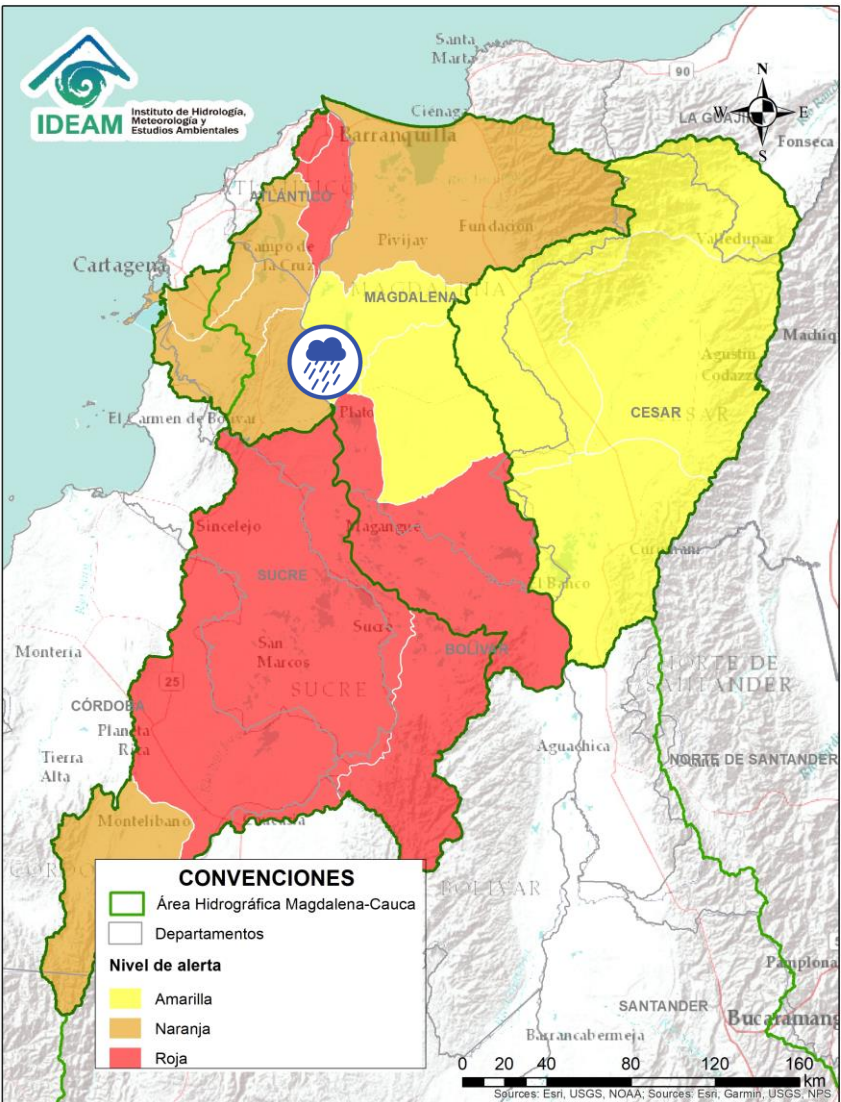 Santa
Marta
90
N
Ciénaga
W
E
IDEAM
Instituto de Hidrología,
Meteorología y
Estudios Ambientales
LA GUAJIRA
Barranquilla
S
Fonseca
ATLÁNTICO
Fundación
Pivijay
Valledupar
Campo de
la Cruz
Cartagena
MAGDALENA
Agustín
Codazzi
CESAR
Plato
El Carmen de Bolívar
Sincelejo
Magangue
SUCRE
El Banco
Sucre
Montería
San
Marcos
BOLÍVAR
SUCRE
25
CÓRDOBA
Planeta
Rica
Tierra
Alta
Aguachica
NORTE DE
SANTANDER
NORTE DE SANTANDER
Montelibano
CONVENCIONES
Área Hidrográfica Magdalena-Cauca
Departamentos
BOLIVAR
Nivel de alerta
Amarilla
Naranja
Roja
Pamplona
SANTANDER
Bucaramang
Barrancabermeja
0 20 40 80 120 160
km
Sources: Esri, USGS, NOAA; Sources: Esri, Garmin, USGS, NPS